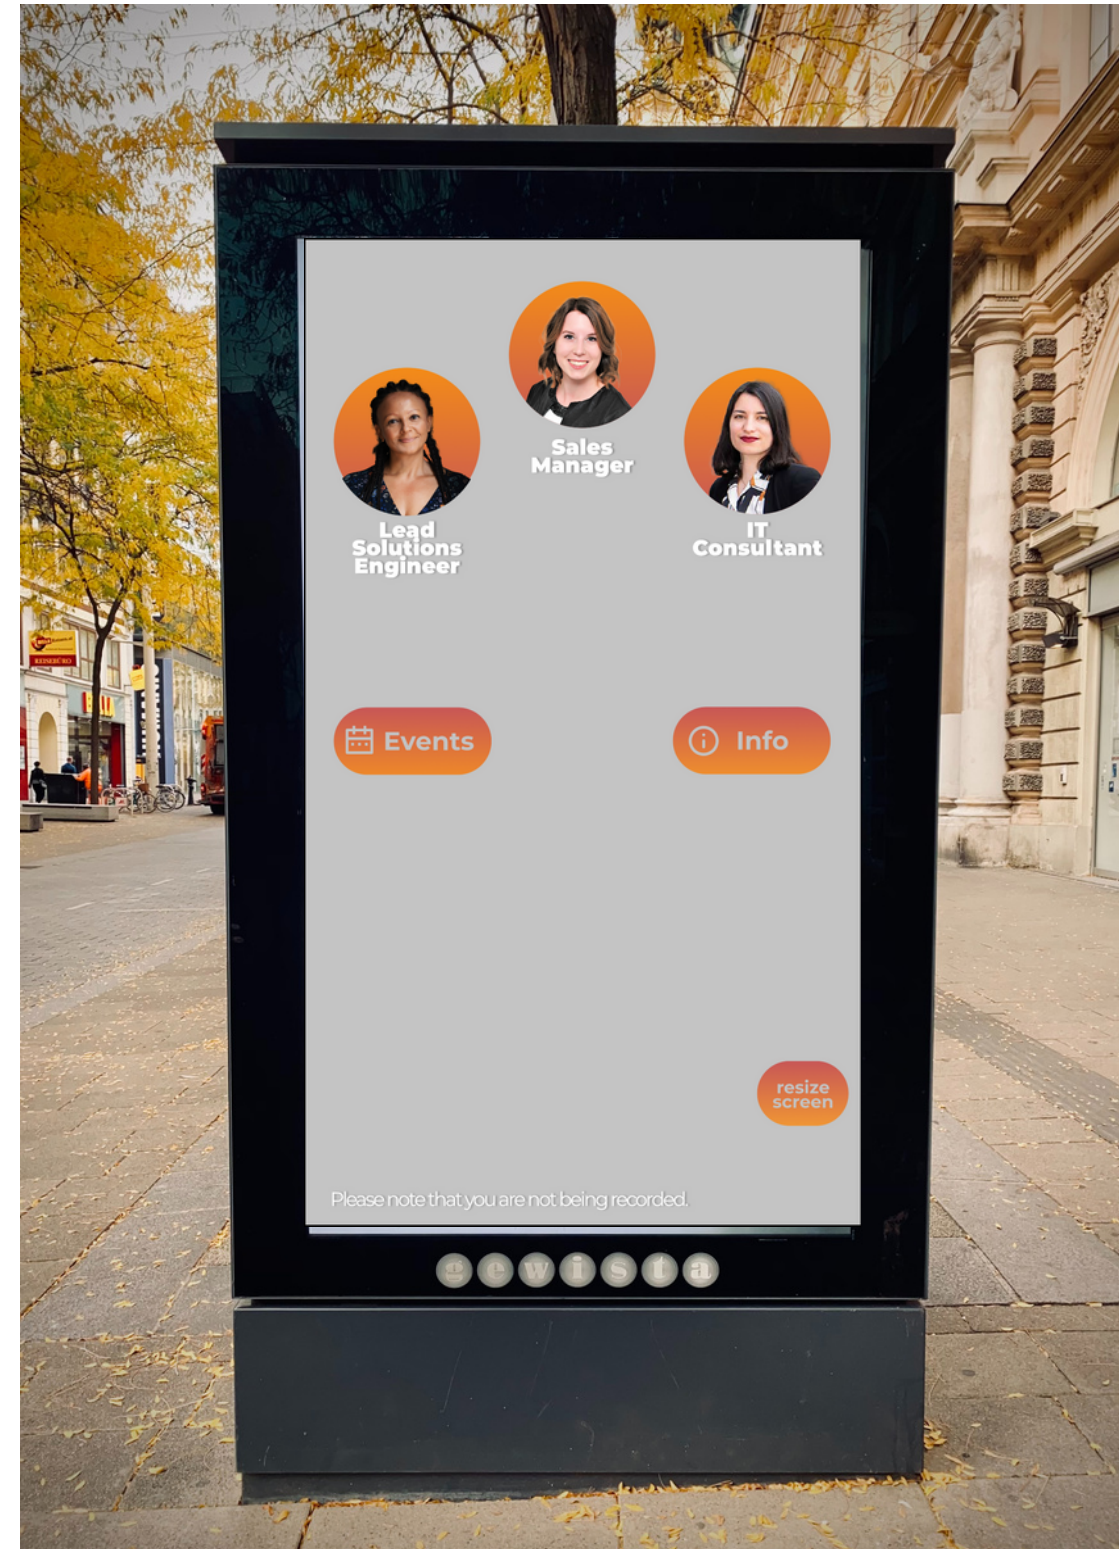 Sales
Manager
Lead
Solutions
Engineer
IT
Consultant
Events
Info
resize
screen
Please note that you are not being recorded.
gewista
REISEBÜRO